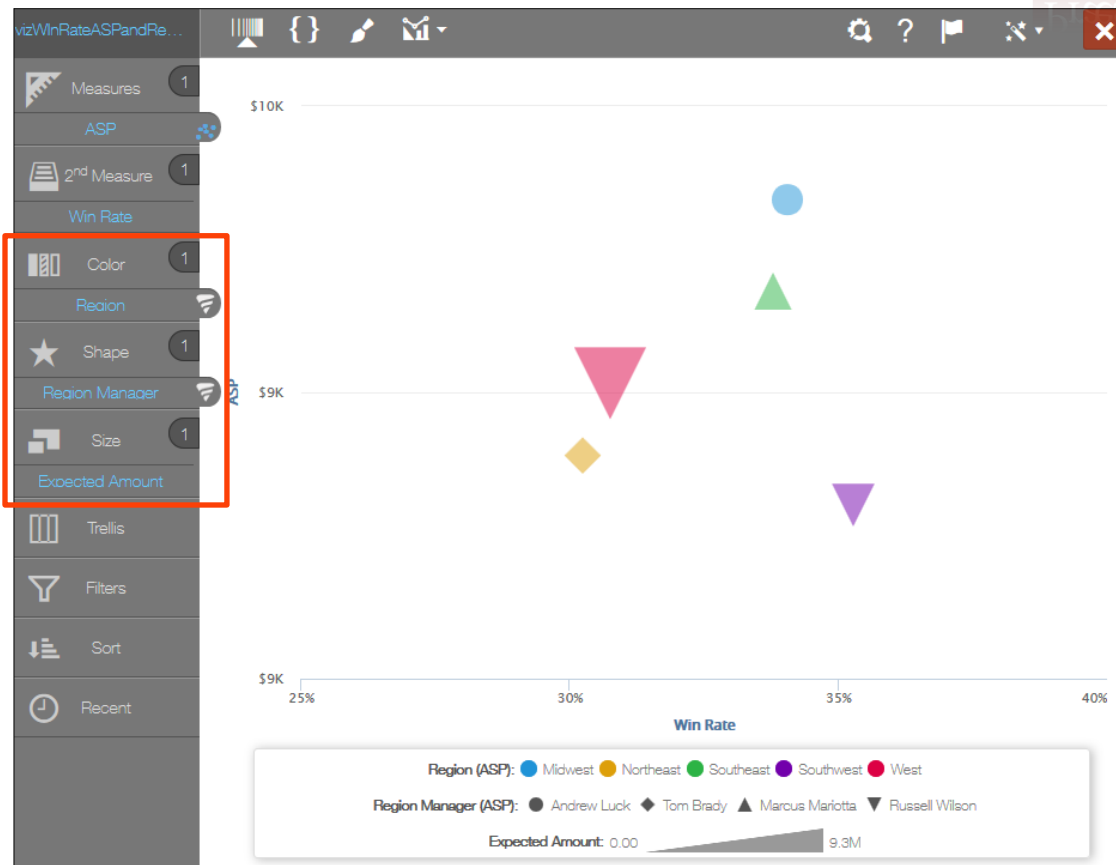 vizWInRateASPandRe...
{ } ?
Measures 1
ASP
2nd Measure 1
Win Rate
Color 1
Region
Shape 1
Region Manager
Size 1
Expected Amount
Trellis
Filters
Sort
Recent
$10K
$9K
$9K
ASP
25% 30% 35% 40%
Win Rate
Region (ASP): Midwest Northeast Southeast Southwest West
Region Manager (ASP): Andrew Luck Tom Brady Marcus Mariotta Russell Wilson
Expected Amount: 0.00 9.3M